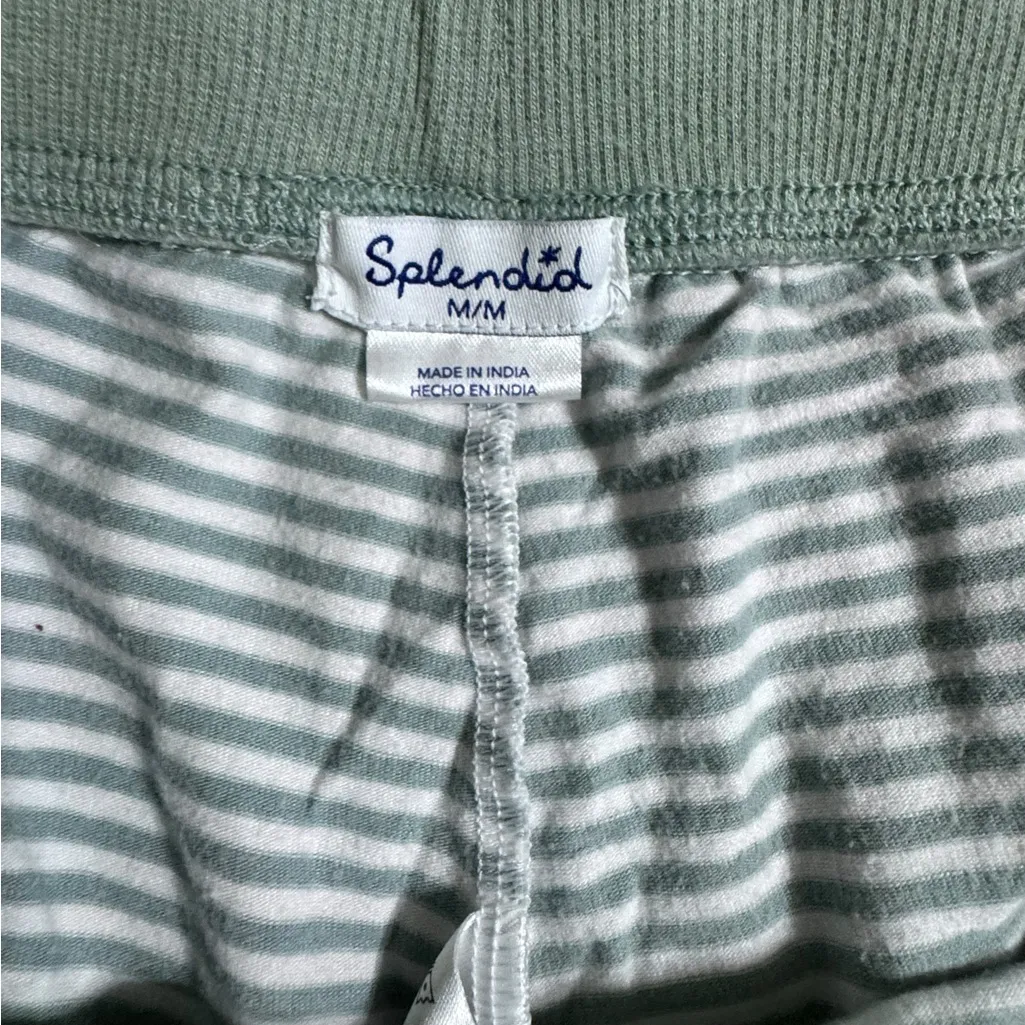 Splendid
M/M
MADE IN INDIA
HECHO EN INDIA